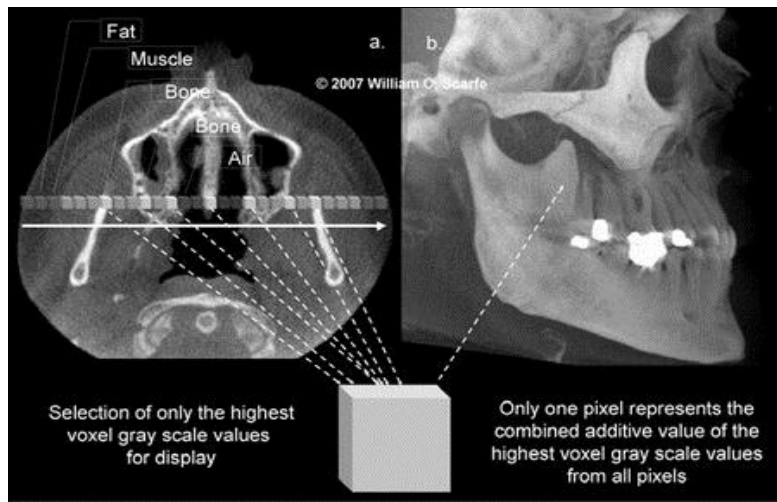 Fat
Muscle
Bone
Bone
Air
a.
b.
© 2007 William O. Scarfe
Selection of only the highest
voxel gray scale values
for display
Only one pixel represents the
combined additive value of the
highest voxel gray scale values
from all pixels